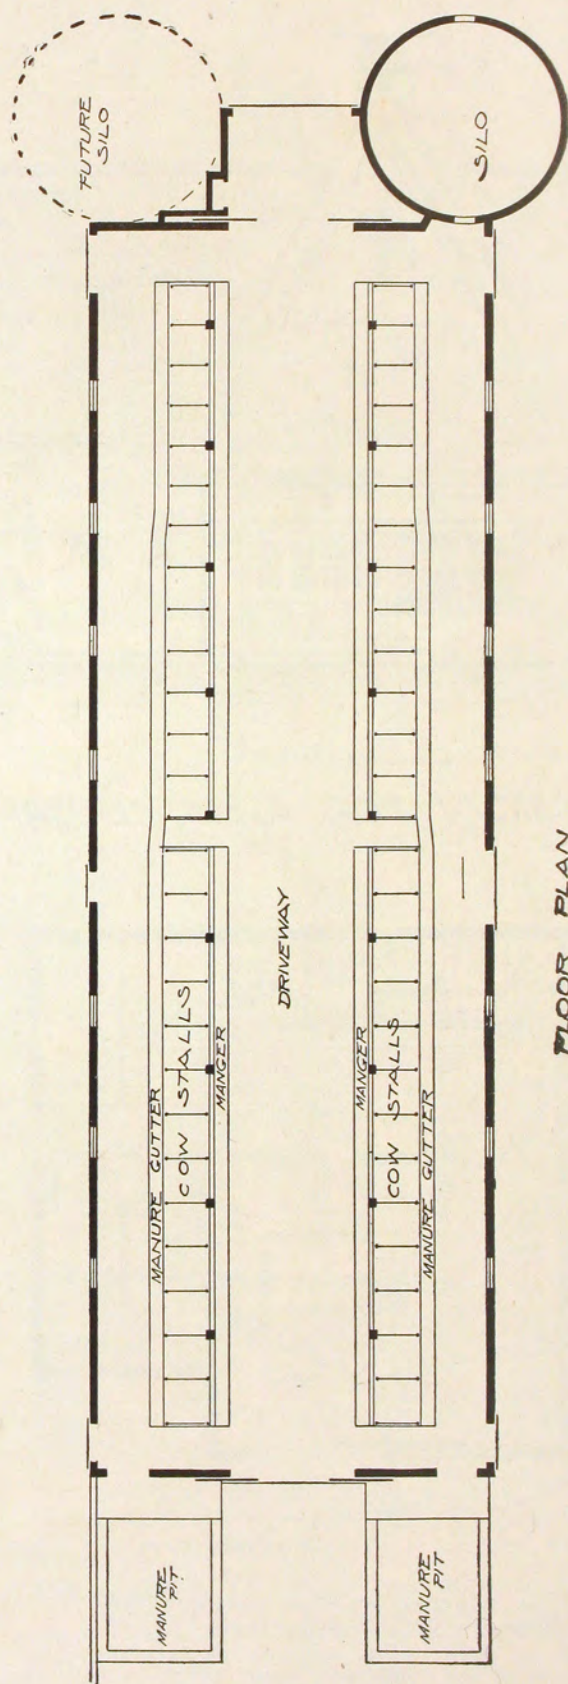 FUTURE
SILO
SILO
DRIVEWAY
MANURE GUTTER
COW STALLS
MANGER
MANGER
COW STALLS
MANURE GUTTER
MANURE
PIT
MANURE
PIT
FLOOR PLAN